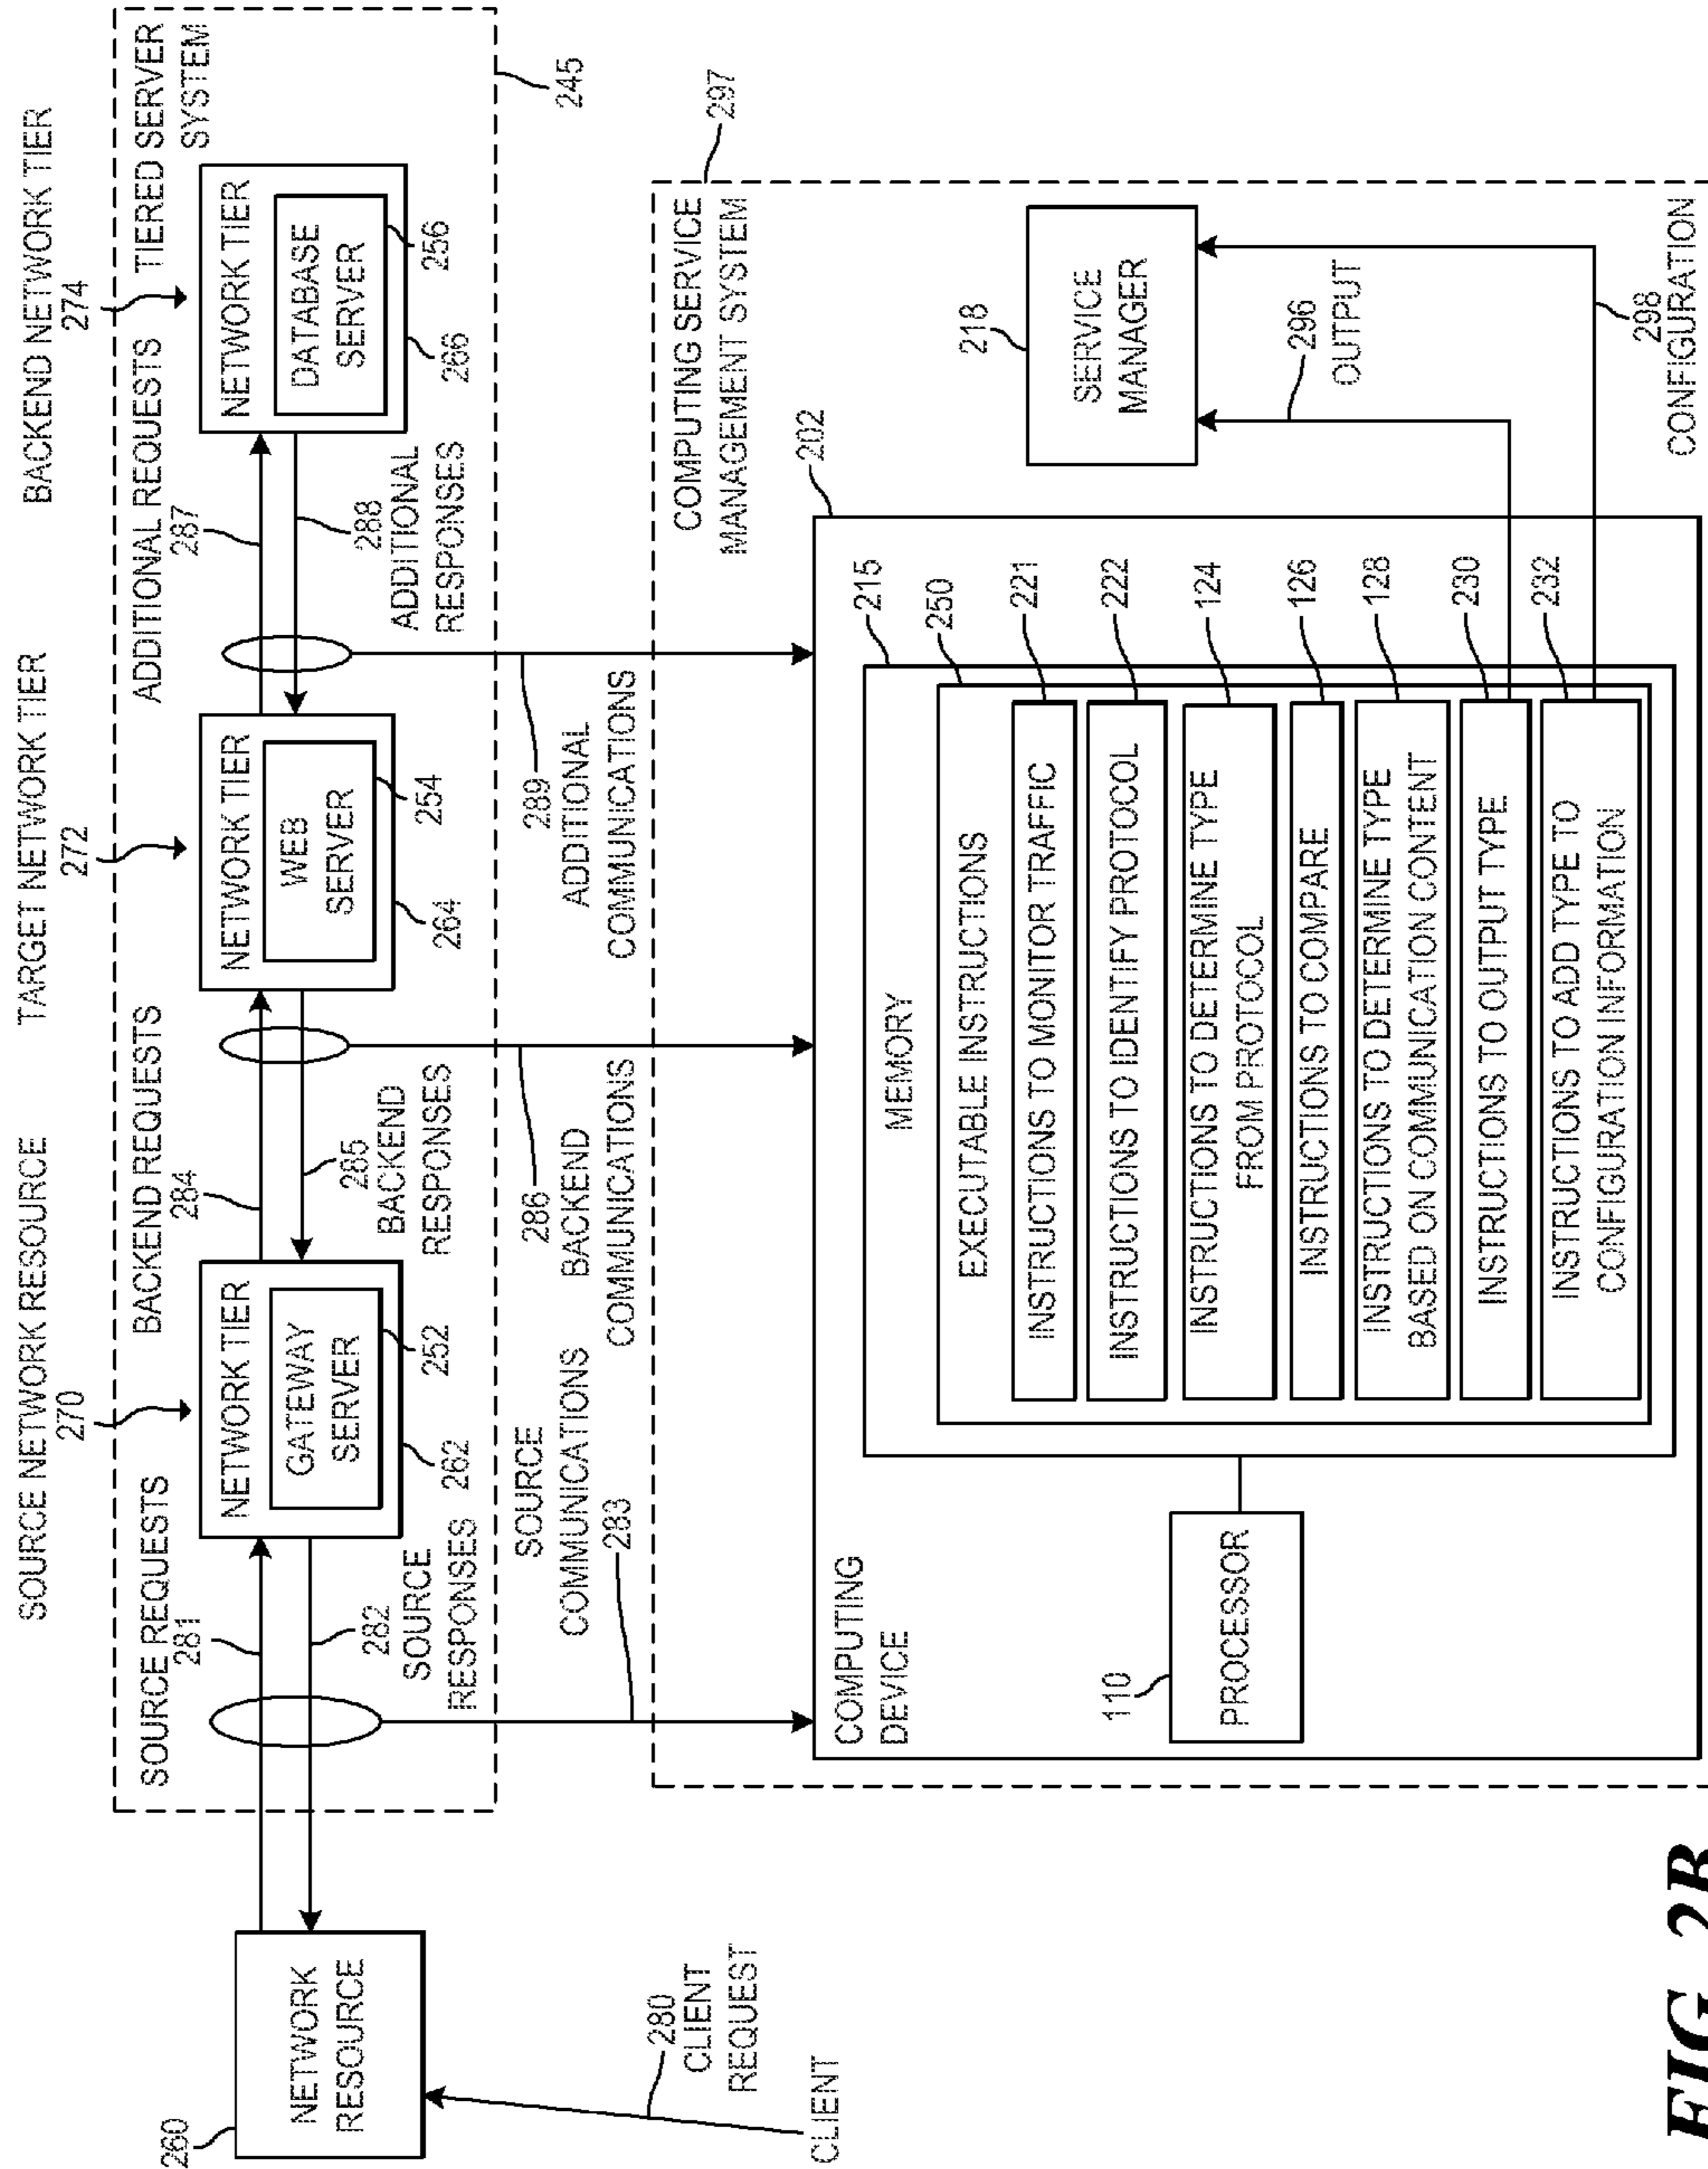 SOURCE NETWORK RESOURCE
270
TARGET NETWORK TIER
272
BACKEND NETWORK TIER
274
TIERED SERVER
SYSTEM
245
SOURCE REQUESTS
281
BACKEND REQUESTS
284
ADDITIONAL REQUESTS
287
260
NETWORK
RESOURCE
NETWORK TIER
GATEWAY
SERVER
252
262
NETWORK TIER
WEB
SERVER
254
264
NETWORK TIER
DATABASE
SERVER
256
266
282
SOURCE
RESPONSES
285
BACKEND
RESPONSES
288
ADDITIONAL
RESPONSES
280
CLIENT
REQUEST
CLIENT
SOURCE
COMMUNICATIONS
283
286
BACKEND
COMMUNICATIONS
289
ADDITIONAL
COMMUNICATIONS
COMPUTING SERVICE
MANAGEMENT SYSTEM
297
COMPUTING
DEVICE
202
110
PROCESSOR
MEMORY
215
EXECUTABLE INSTRUCTIONS
250
INSTRUCTIONS TO MONITOR TRAFFIC
221
INSTRUCTIONS TO IDENTIFY PROTOCOL
222
INSTRUCTIONS TO DETERMINE TYPE
FROM PROTOCOL
124
INSTRUCTIONS TO COMPARE
126
INSTRUCTIONS TO DETERMINE TYPE
BASED ON COMMUNICATION CONTENT
128
INSTRUCTIONS TO OUTPUT TYPE
230
INSTRUCTIONS TO ADD TYPE TO
CONFIGURATION INFORMATION
232
218
SERVICE
MANAGER
296
OUTPUT
298
CONFIGURATION
FIG. 2B